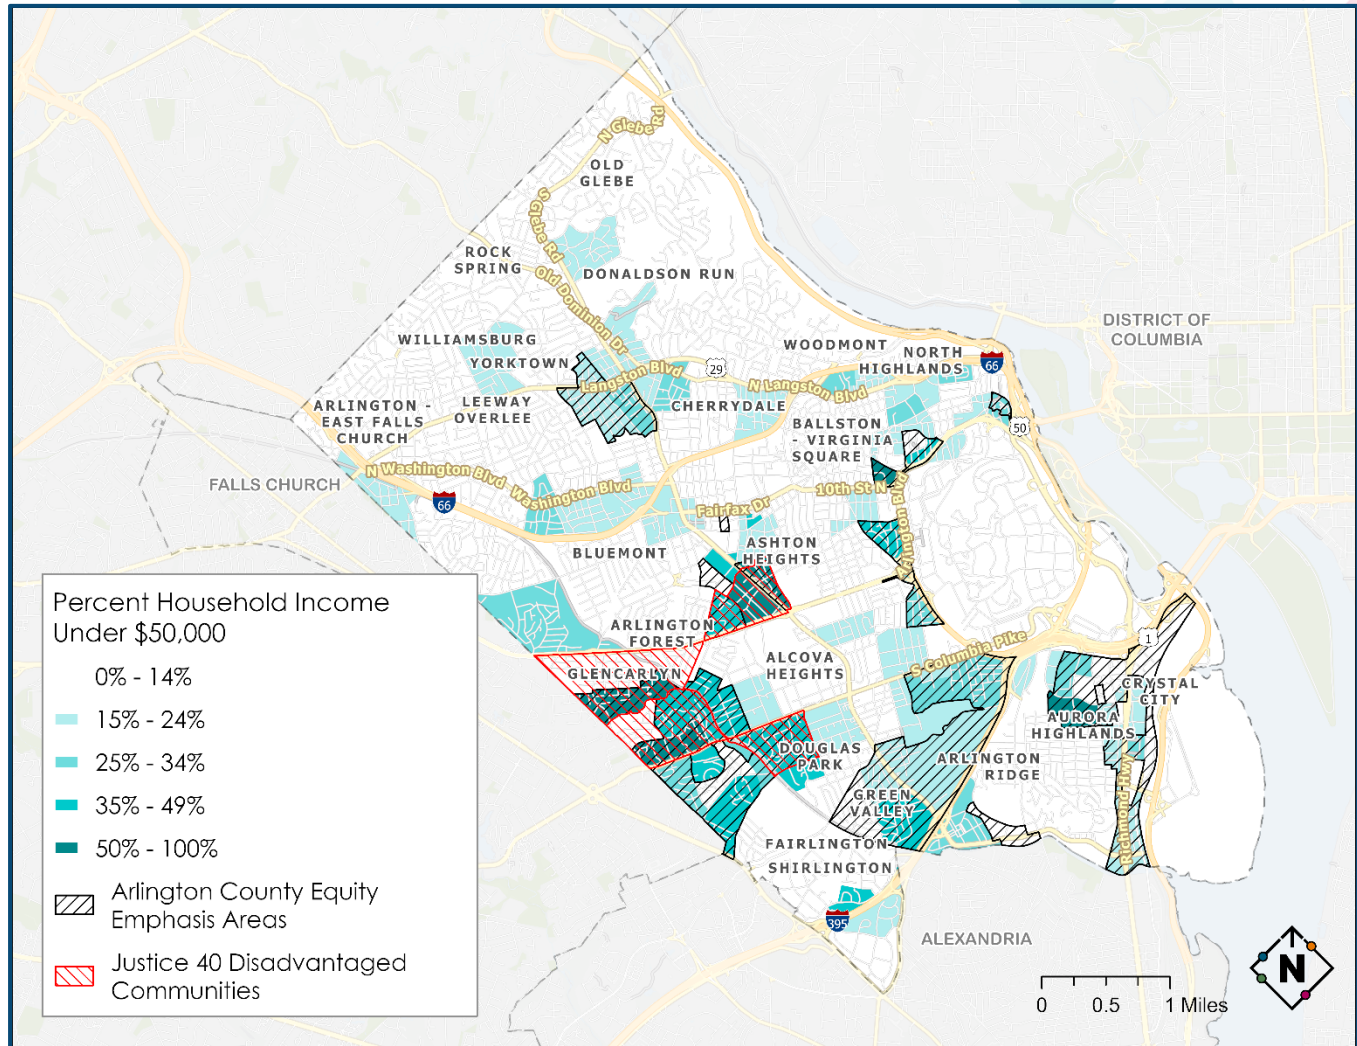 N Glebe Rd
OLD
GLEBE
S Glebe Rd
ROCK
SPRING
Old Dominion Dr
DONALDSON RUN
DISTRICT OF
COLUMBIA
WILLIAMSBURG
WOODMONT
NORTH
HIGHLANDS
66
YORKTOWN
Langston Blvd
29
N Langston Blvd
ARLINGTON -
EAST FALLS
CHURCH
LEEWAY
OVERLEE
CHERRYDALE
BALLSTON
- VIRGINIA
SQUARE
50
FALLS CHURCH
N Washington Blvd
Washington Blvd
66
10th St N
Fairfax Dr
Arlington Blvd
BLUEMONT
ASHTON
HEIGHTS
ARLINGTON
FOREST
GLENCARLYN
ALCOVA
HEIGHTS
S Columbia Pike
1
CRYSTAL
CITY
AURORA
HIGHLANDS
DOUGLAS
PARK
ARLINGTON
RIDGE
GREEN
VALLEY
Richmond Hwy
FAIRLINGTON
SHIRLINGTON
395
ALEXANDRIA
Percent Household Income
Under $50,000
0% - 14%
15% - 24%
25% - 34%
35% - 49%
50% - 100%
Arlington County Equity
Emphasis Areas
Justice 40 Disadvantaged
Communities
0 0.5 1 Miles
N